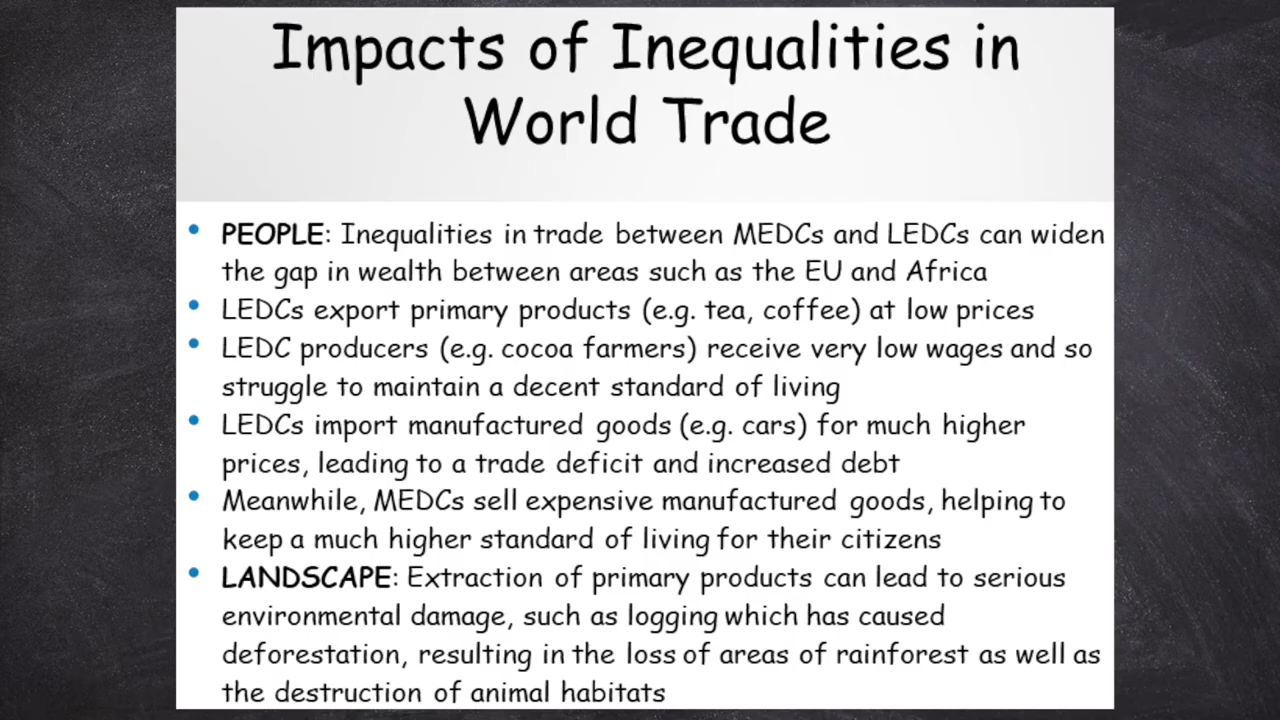 Impacts of Inequalities in
World Trade
• PEOPLE: Inequalities in trade between MEDCs and LEDCs can widen
the gap in wealth between areas such as the EU and Africa
• LEDCs export primary products (e.g. tea, coffee) at low prices
• LEDC producers (e.g. cocoa farmers) receive very low wages and so
struggle to maintain a decent standard of living
• LEDCs import manufactured goods (e.g. cars) for much higher
prices, leading to a trade deficit and increased debt
• Meanwhile, MEDCs sell expensive manufactured goods, helping to
keep a much higher standard of living for their citizens
• LANDSCAPE: Extraction of primary products can lead to serious
environmental damage, such as logging which has caused
deforestation, resulting in the loss of areas of rainforest as well as
the destruction of animal habitats